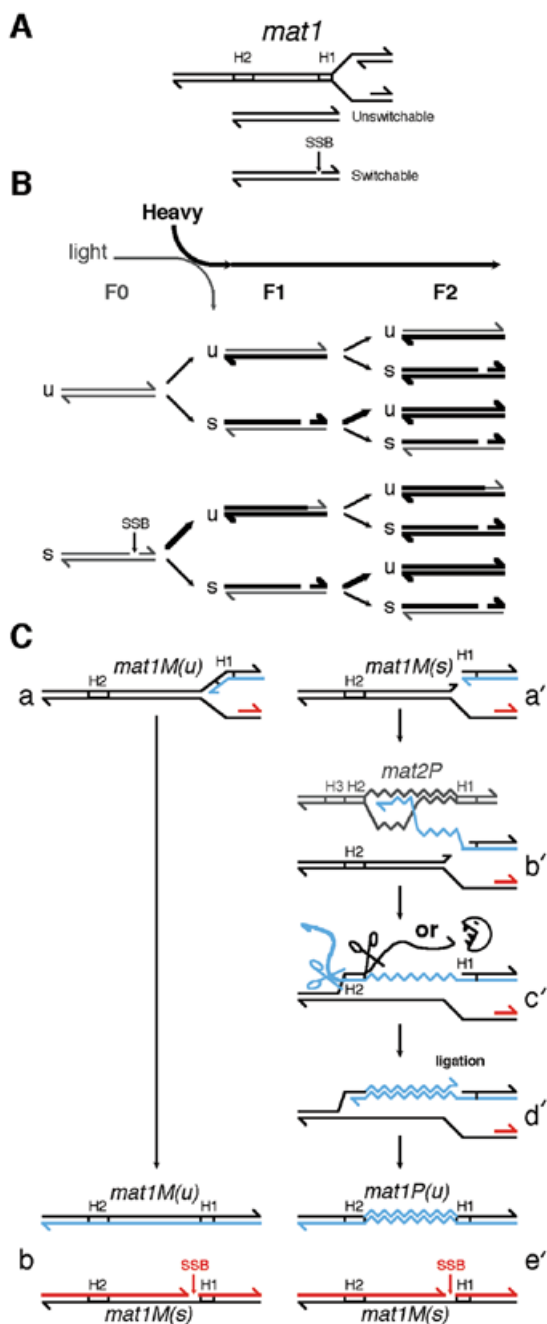 A
mat1
H2 H1
Unswitchable
SSB
Switchable
B
Heavy
light
F0 F1 F2
u
u
s
u
s
u
s
SSB
s
u
s
u
s
u
s
C
mat1M(u)
H2 H1
a
mat1M(s)
H2 H1
a'
mat2P
H3 H2 H1
H2
b'
or
H2 H1
c'
ligation
d'
mat1M(u)
H2 H1
mat1P(u)
H2 H1
b
SSB
H2 H1
mat1M(s)
SSB
e'
H2 H1
mat1M(s)